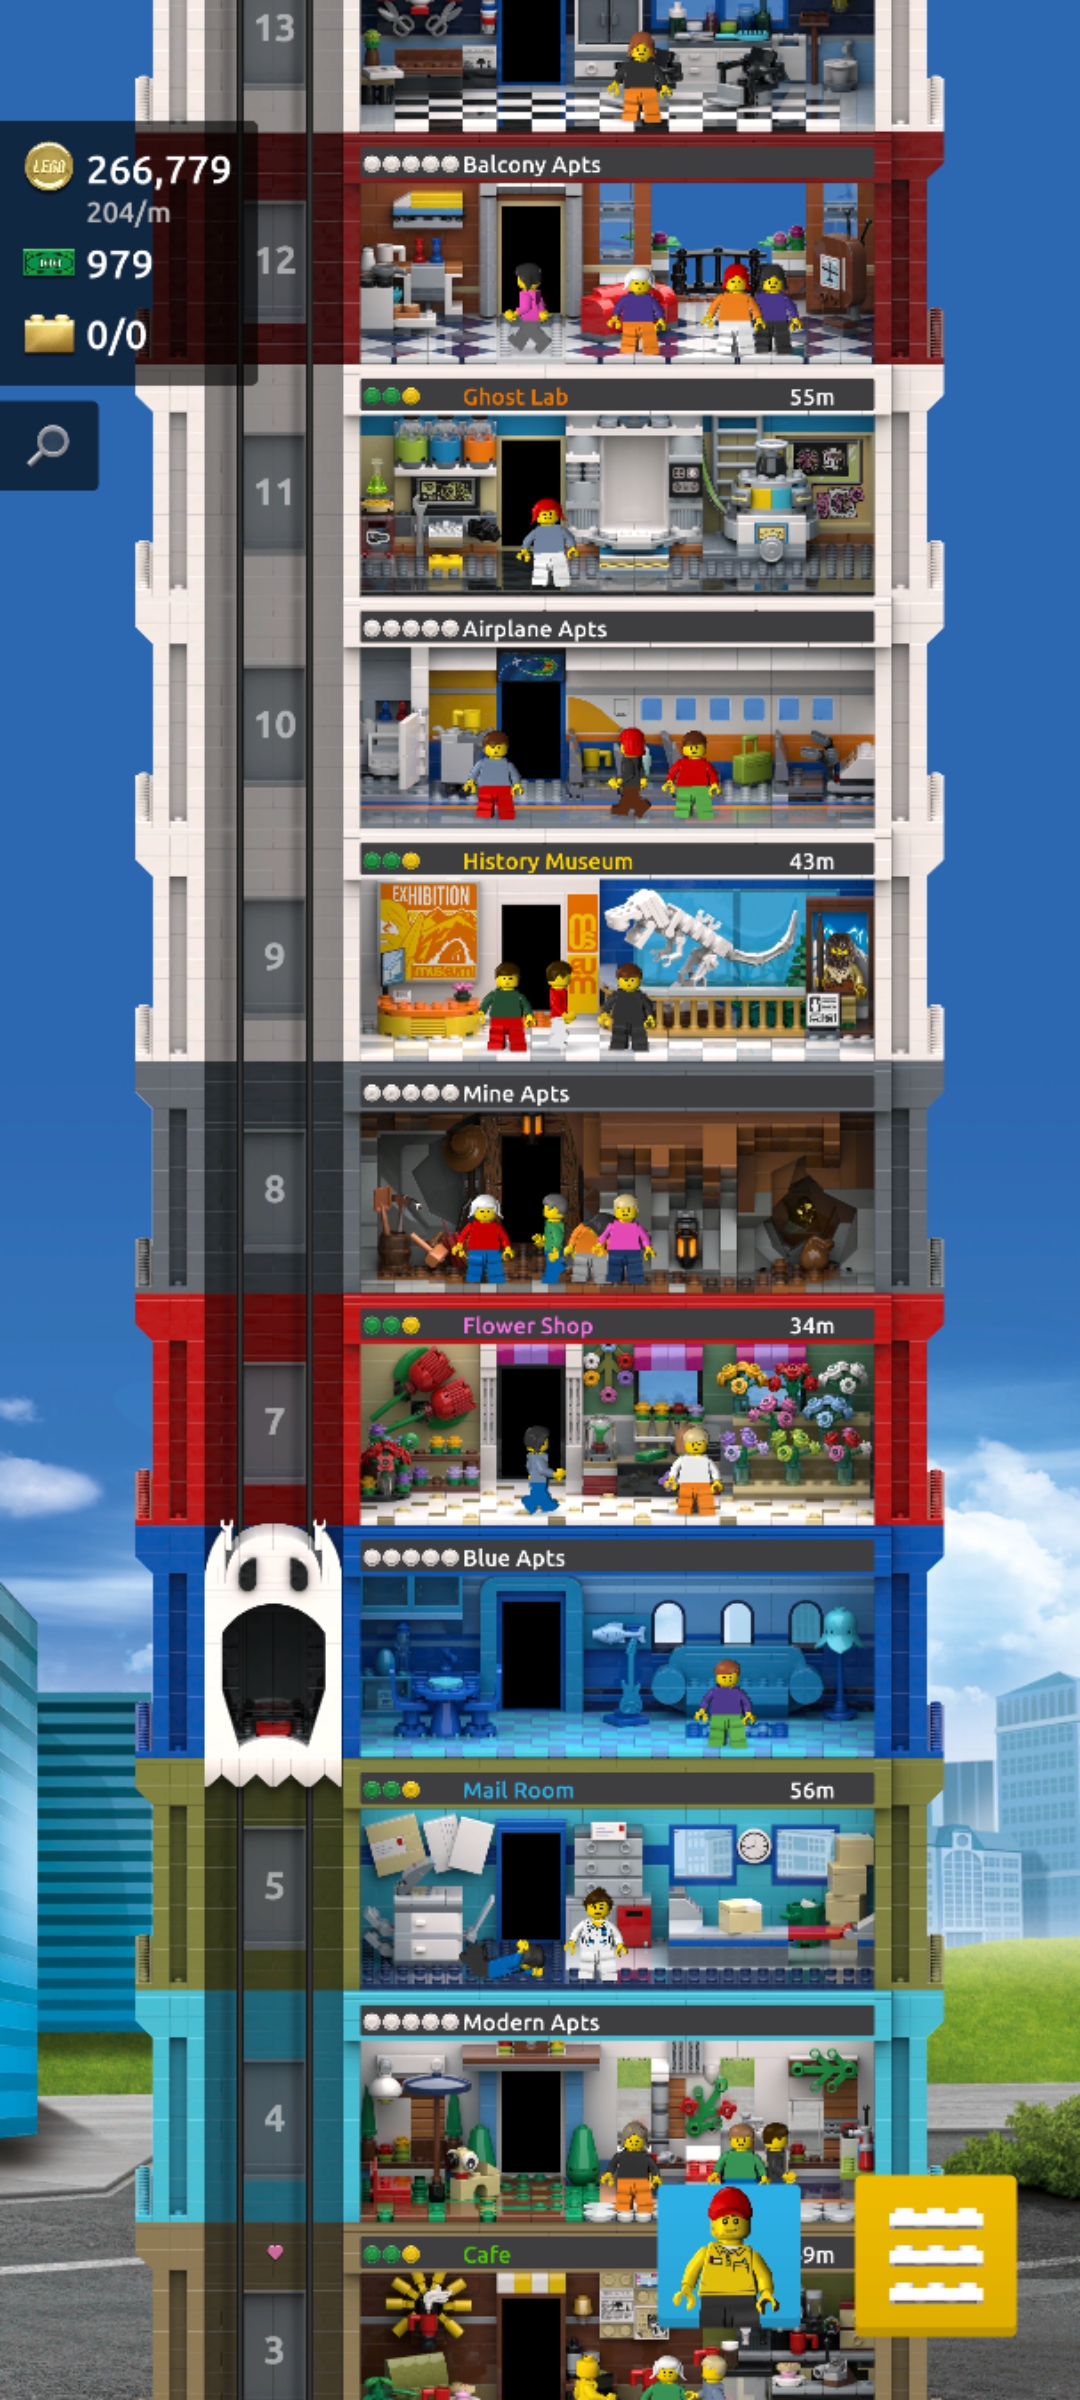 13
LEGO 266,779
204/m
979
0/0
Balcony Apts
12
Ghost Lab 55m
11
Airplane Apts
10
History Museum 43m
EXHIBITION
museum
9
Mine Apts
8
Flower Shop 34m
7
Blue Apts
Mail Room 56m
5
Modern Apts
4
Cafe 9m
3